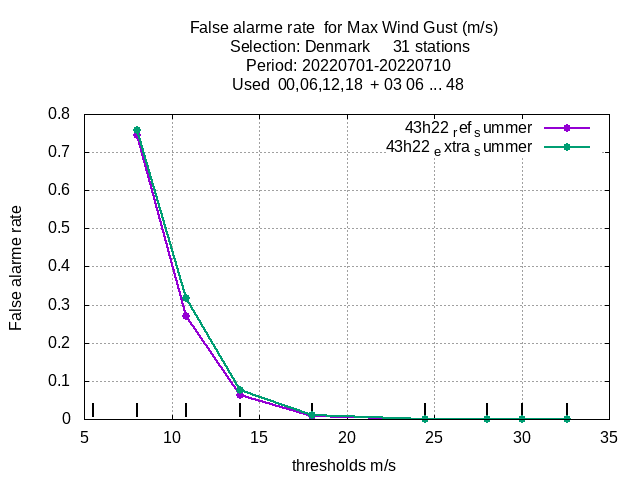 False alarme rate  for Max Wind Gust (m/s)
Selection: Denmark     31 stations
Period: 20220701-20220710
Used  00,06,12,18  + 03 06 ... 48
43h22 ref summer
43h22 extra summer
0.8
0.7
0.6
0.5
0.4
0.3
0.2
0.1
0
False alarme rate
5 10 15 20 25 30 35
thresholds m/s